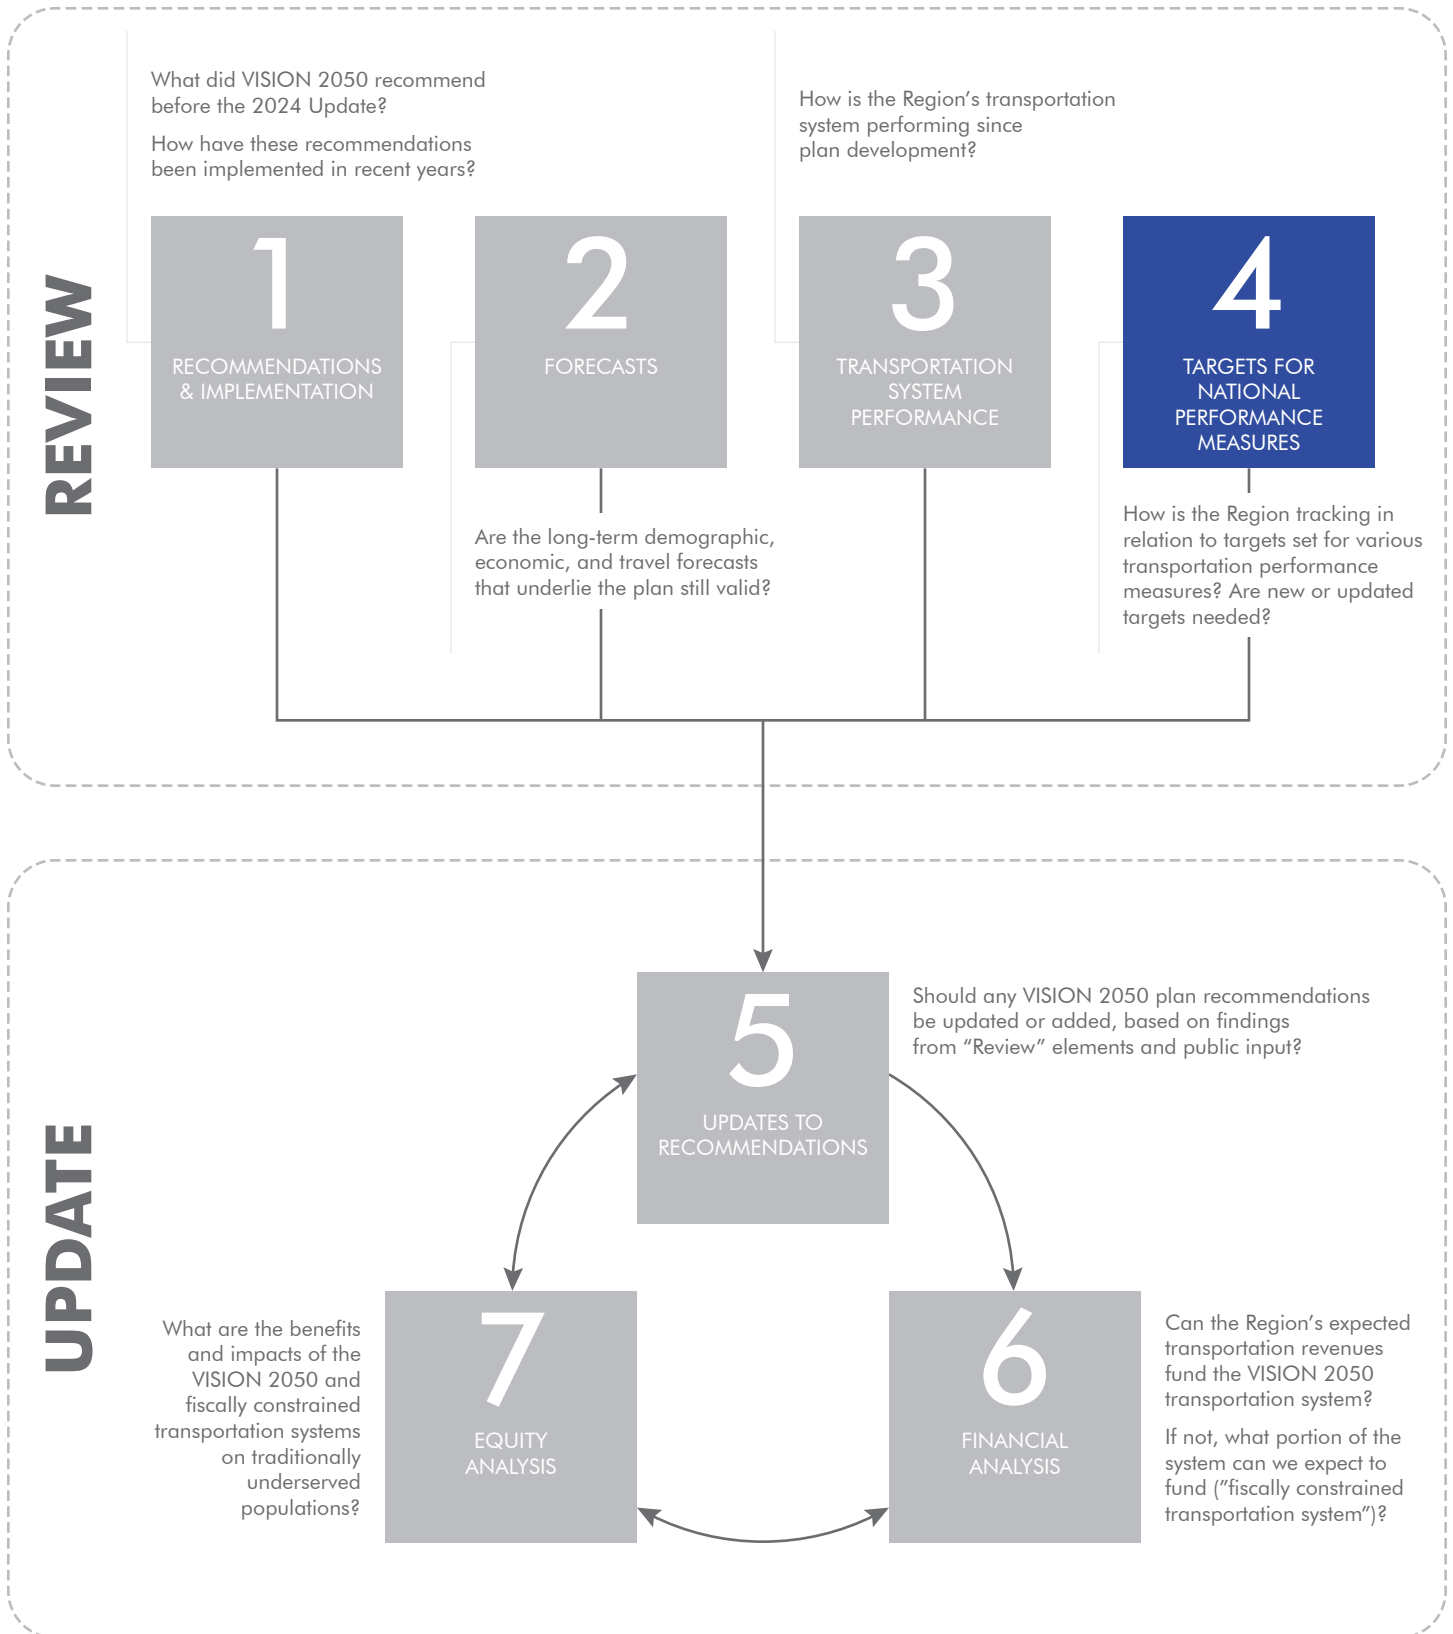 REVIEW
What did VISION 2050 recommend
before the 2024 Update?
How have these recommendations
been implemented in recent years?
1
RECOMMENDATIONS
& IMPLEMENTATION
2
FORECASTS
Are the long-term demographic,
economic, and travel forecasts
that underlie the plan still valid?
How is the Region’s transportation
system performing since
plan development?
3
TRANSPORTATION
SYSTEM
PERFORMANCE
4
TARGETS FOR
NATIONAL
PERFORMANCE
MEASURES
How is the Region tracking in
relation to targets set for various
transportation performance
measures? Are new or updated
targets needed?
UPDATE
5
UPDATES TO
RECOMMENDATIONS
Should any VISION 2050 plan recommendations
be updated or added, based on findings
from “Review” elements and public input?
6
FINANCIAL
ANALYSIS
Can the Region’s expected
transportation revenues
fund the VISION 2050
transportation system?
If not, what portion of the
system can we expect to
fund (”fiscally constrained
transportation system”)?
7
EQUITY
ANALYSIS
What are the benefits
and impacts of the
VISION 2050 and
fiscally constrained
transportation systems
on traditionally
underserved
populations?